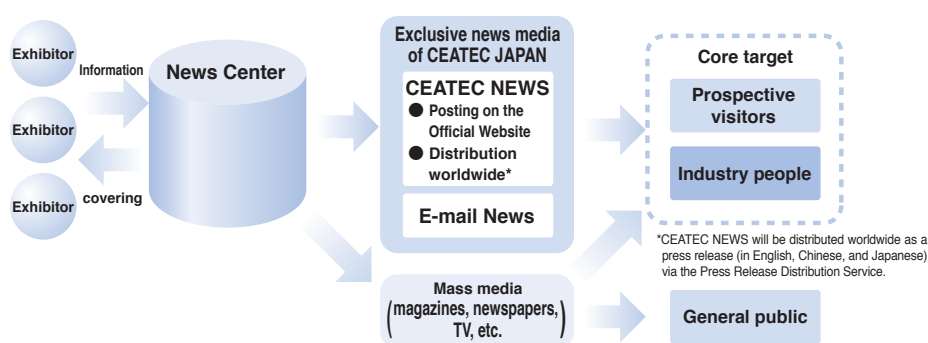 Exhibitor
Exhibitor
Exhibitor
Information
covering
News Center
Exclusive news media
of CEATEC JAPAN
CEATEC NEWS
● Posting on the
Official Website
● Distribution
worldwide*
E-mail News
Mass media
(magazines, newspapers,
TV, etc.)
Core target
Prospective
visitors
Industry people
*CEATEC NEWS will be distributed worldwide as a
press release (in English, Chinese, and Japanese)
via the Press Release Distribution Service.
General public